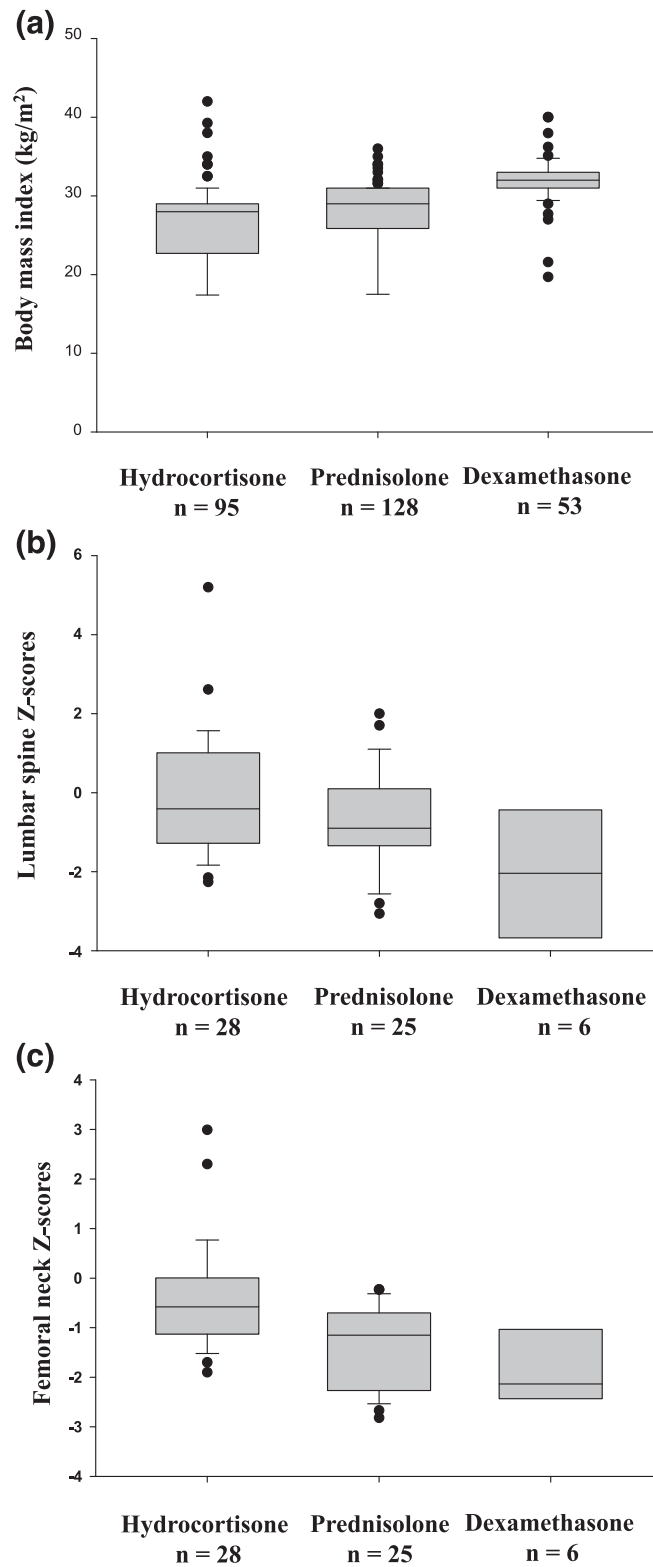 (a)
Body mass index (kg/m²)
50
40
30
20
10
0
Hydrocortisone Prednisolone Dexamethasone
n = 95 n = 128 n = 53
(b)
Lumbar spine Z-scores
6
4
2
0
-2
-4
Hydrocortisone Prednisolone Dexamethasone
n = 28 n = 25 n = 6
(c)
Femoral neck Z-scores
4
3
2
1
0
-1
-2
-3
-4
Hydrocortisone Prednisolone Dexamethasone
n = 28 n = 25 n = 6